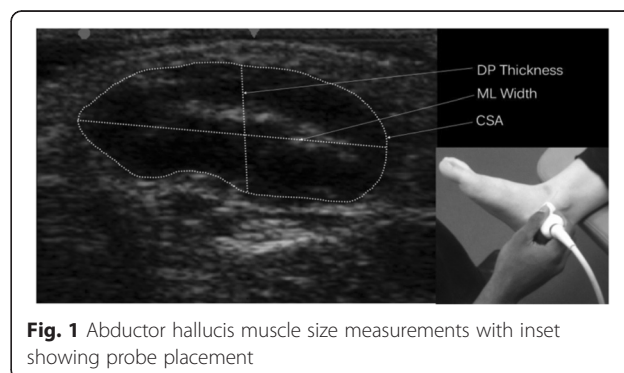 DP Thickness
ML Width
CSA
Fig. 1 Abductor hallucis muscle size measurements with inset
showing probe placement